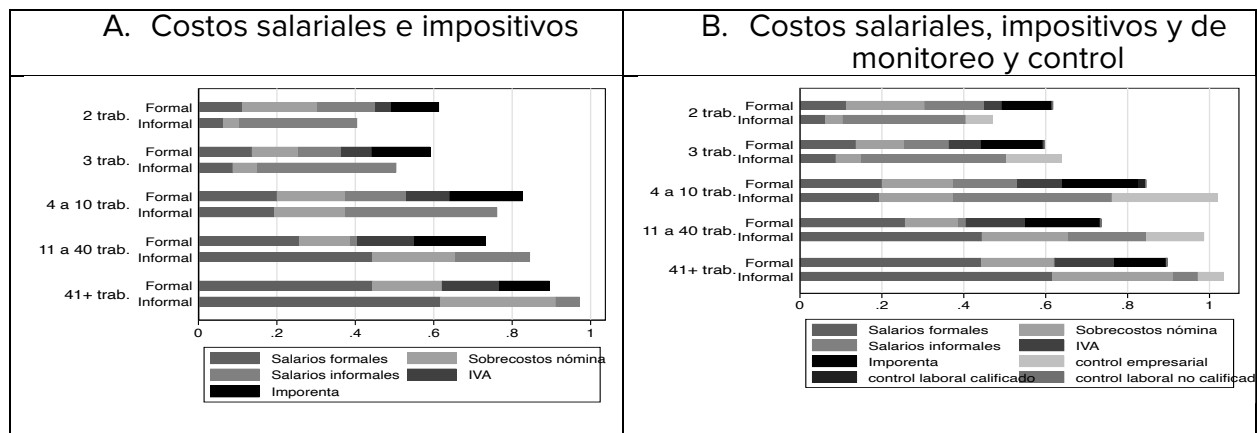 A. Costos salariales e impositivos
2 trab.
Formal
Informal
3 trab.
Formal
Informal
4 a 10 trab.
Formal
Informal
11 a 40 trab.
Formal
Informal
41+ trab.
Formal
Informal
0 .2 .4 .6 .8 1
Salarios formales Sobrecostos nómina
Salarios informales IVA
Imporenta
B. Costos salariales, impositivos y de
monitoreo y control
2 trab.
Formal
Informal
3 trab.
Formal
Informal
4 a 10 trab.
Formal
Informal
11 a 40 trab.
Formal
Informal
41+ trab.
Formal
Informal
0 .2 .4 .6 .8 1
Salarios formales Sobrecostos nómina
Salarios informales IVA
Imporenta control empresarial
control laboral calificado control laboral no calificad